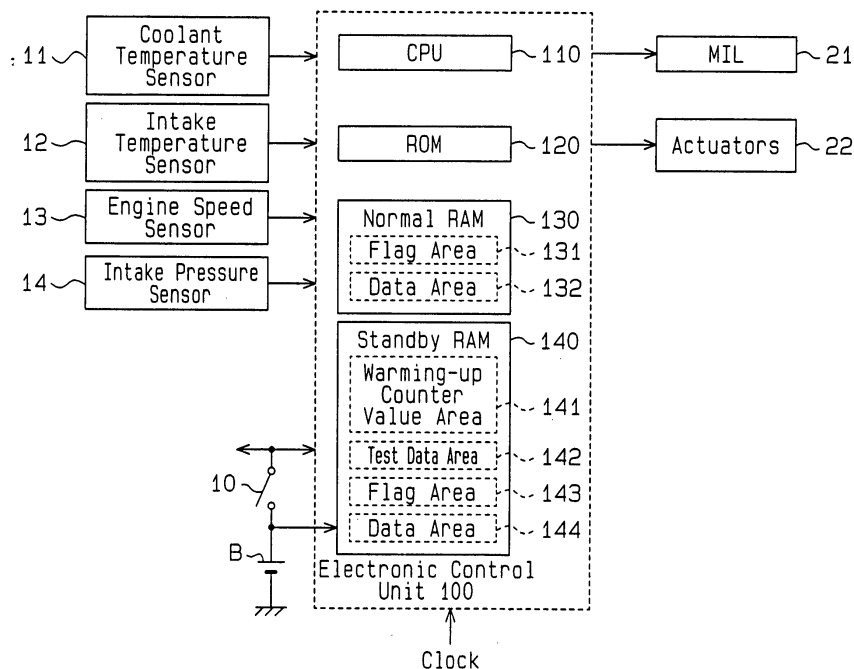 11
Coolant
Temperature
Sensor
12
Intake
Temperature
Sensor
13
Engine Speed
Sensor
14
Intake Pressure
Sensor
CPU
110
ROM
120
Normal RAM
130
Flag Area
131
Data Area
132
Standby RAM
140
Warming-up
Counter
Value Area
141
Test Data Area
142
Flag Area
143
Data Area
144
Electronic Control
Unit 100
MIL
21
Actuators
22
10
B
Clock